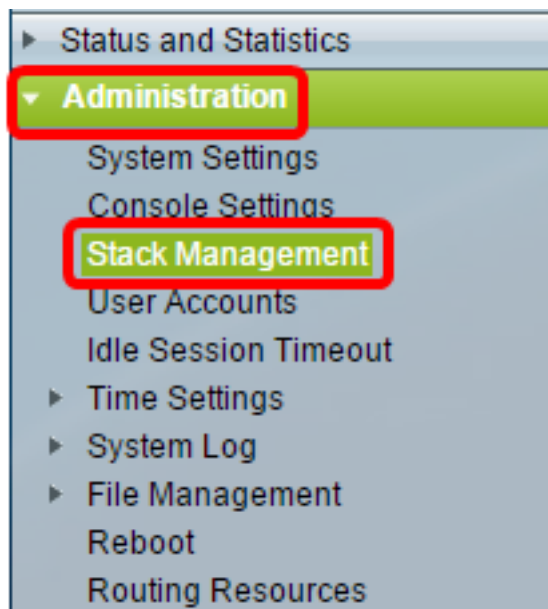 Status and Statistics
Administration
System Settings
Console Settings
Stack Management
User Accounts
Idle Session Timeout
Time Settings
System Log
File Management
Reboot
Routing Resources